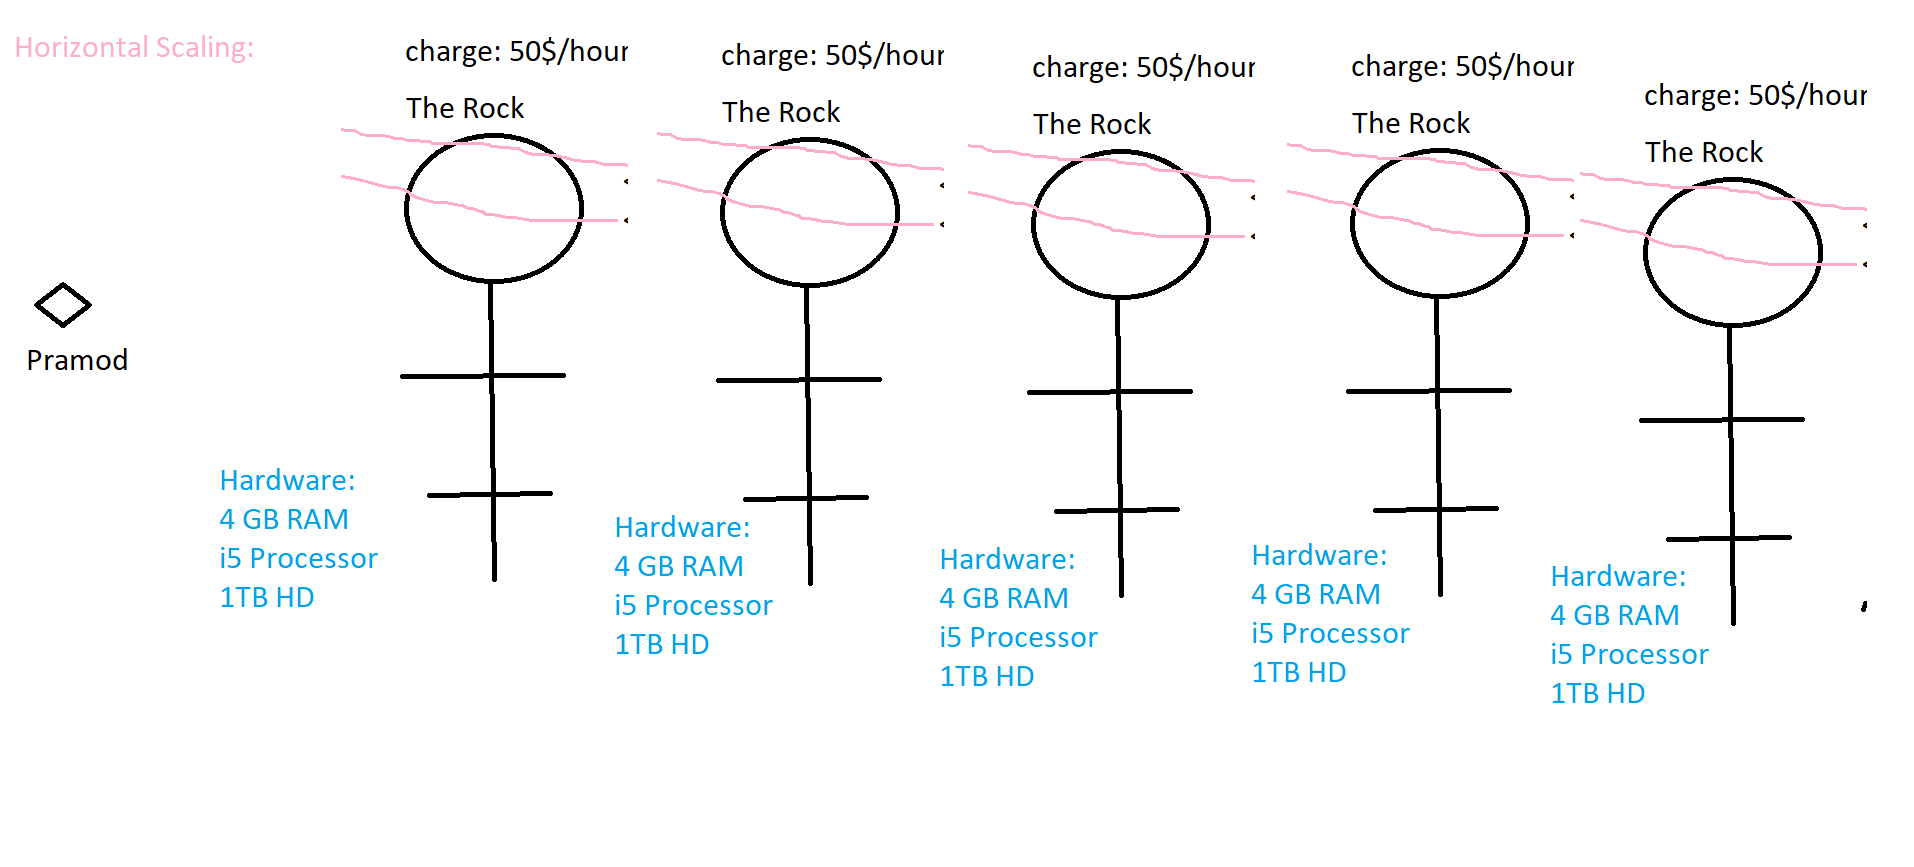 Horizontal Scaling:
charge: 50$/hour
The Rock
charge: 50$/hour
The Rock
charge: 50$/hour
The Rock
charge: 50$/hour
The Rock
charge: 50$/hour
The Rock
Pramod
Hardware:
4 GB RAM
i5 Processor
1TB HD
Hardware:
4 GB RAM
i5 Processor
1TB HD
Hardware:
4 GB RAM
i5 Processor
1TB HD
Hardware:
4 GB RAM
i5 Processor
1TB HD
Hardware:
4 GB RAM
i5 Processor
1TB HD